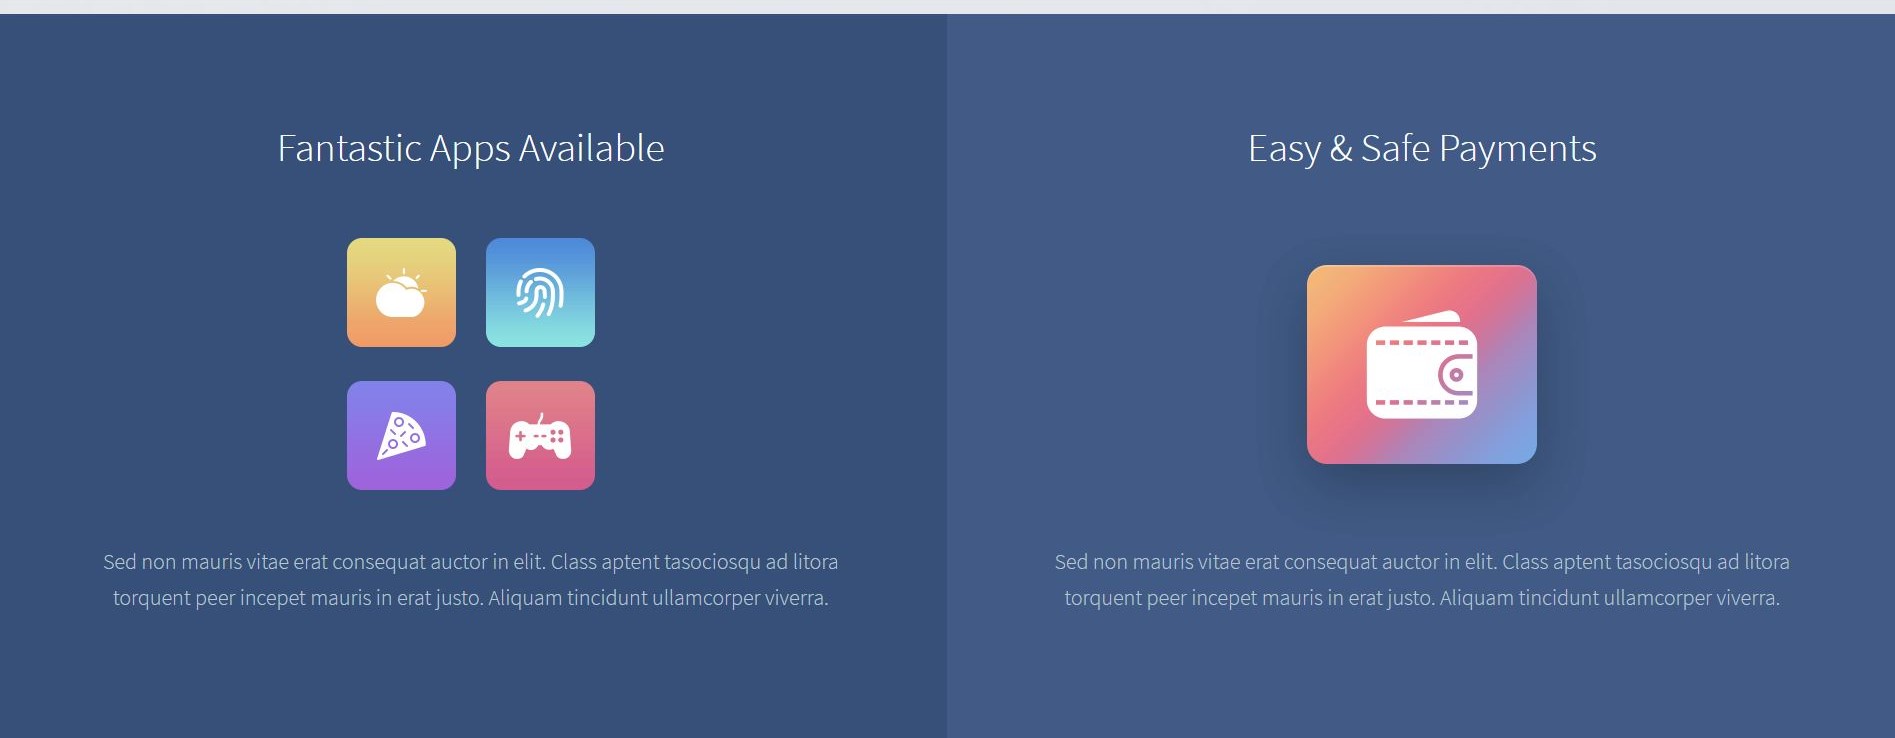 Fantastic Apps Available
Sed non mauris vitae erat consequat auctor in elit. Class aptent tasociosqu ad litora
torquent peer incepet mauris in erat justo. Aliquam tincidunt ullamcorper viverra.
Easy & Safe Payments
Sed non mauris vitae erat consequat auctor in elit. Class aptent tasociosqu ad litora
torquent peer incepet mauris in erat justo. Aliquam tincidunt ullamcorper viverra.